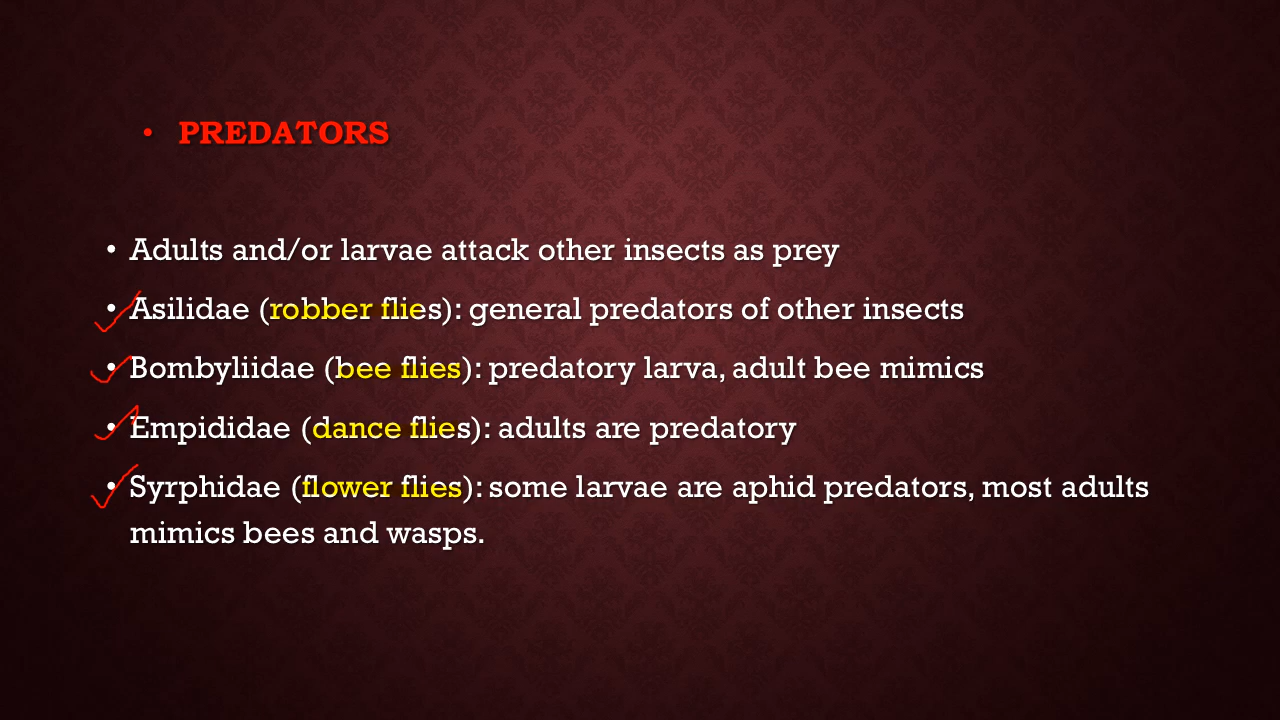 • PREDATORS
• Adults and/or larvae attack other insects as prey
• Asilidae (robber flies): general predators of other insects
• Bombyliidae (bee flies): predatory larva, adult bee mimics
• Empididae (dance flies): adults are predatory
• Syrphidae (flower flies): some larvae are aphid predators, most adults
mimics bees and wasps.